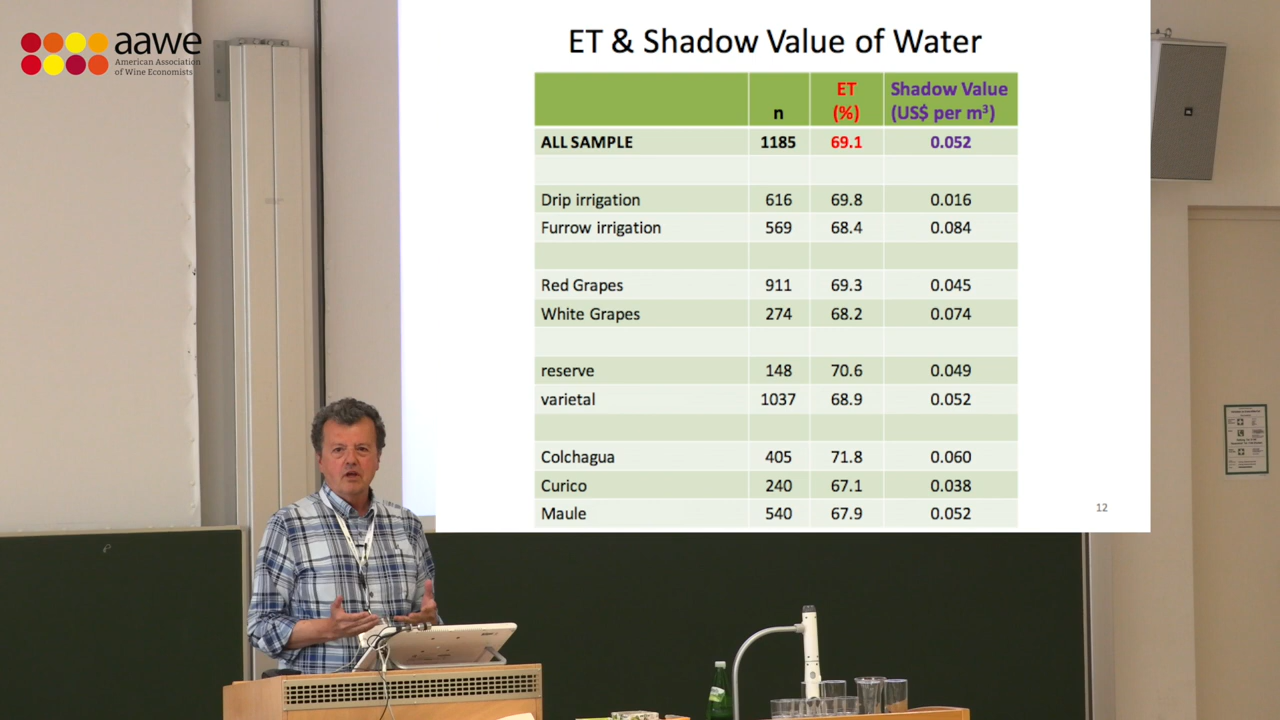 aawe
American Association
of Wine Economists
ET & Shadow Value of Water
n ET (%) Shadow Value (US$ per m³)
ALL SAMPLE 1185 69.1 0.052
Drip irrigation 616 69.8 0.016
Furrow irrigation 569 68.4 0.084
Red Grapes 911 69.3 0.045
White Grapes 274 68.2 0.074
reserve 148 70.6 0.049
varietal 1037 68.9 0.052
Colchagua 405 71.8 0.060
Curico 240 67.1 0.038
Maule 540 67.9 0.052
12